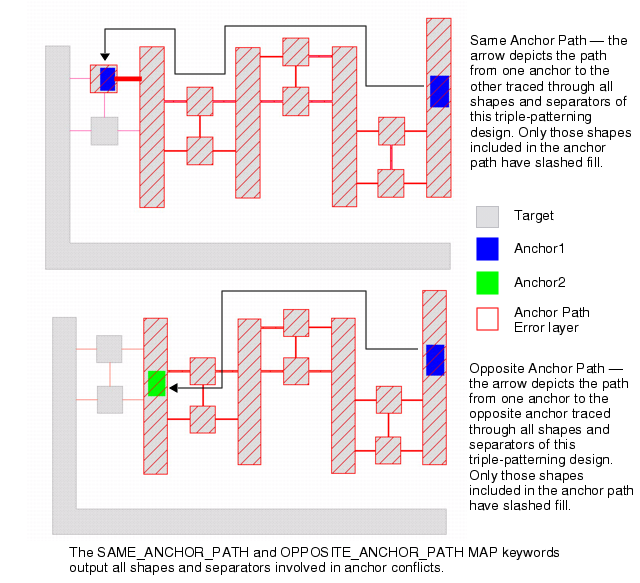 Same Anchor Path — the
arrow depicts the path
from one anchor to the
other traced through all
shapes and separators of
this triple-patterning
design. Only those shapes
included in the anchor
path have slashed fill.
Target
Anchor1
Anchor2
Anchor Path
Error layer
Opposite Anchor Path —
the arrow depicts the path
from one anchor to the
opposite anchor traced
through all shapes and
separators of this
triple-patterning design.
Only those shapes
included in the anchor path
have slashed fill.
The SAME_ANCHOR_PATH and OPPOSITE_ANCHOR_PATH MAP keywords
output all shapes and separators involved in anchor conflicts.